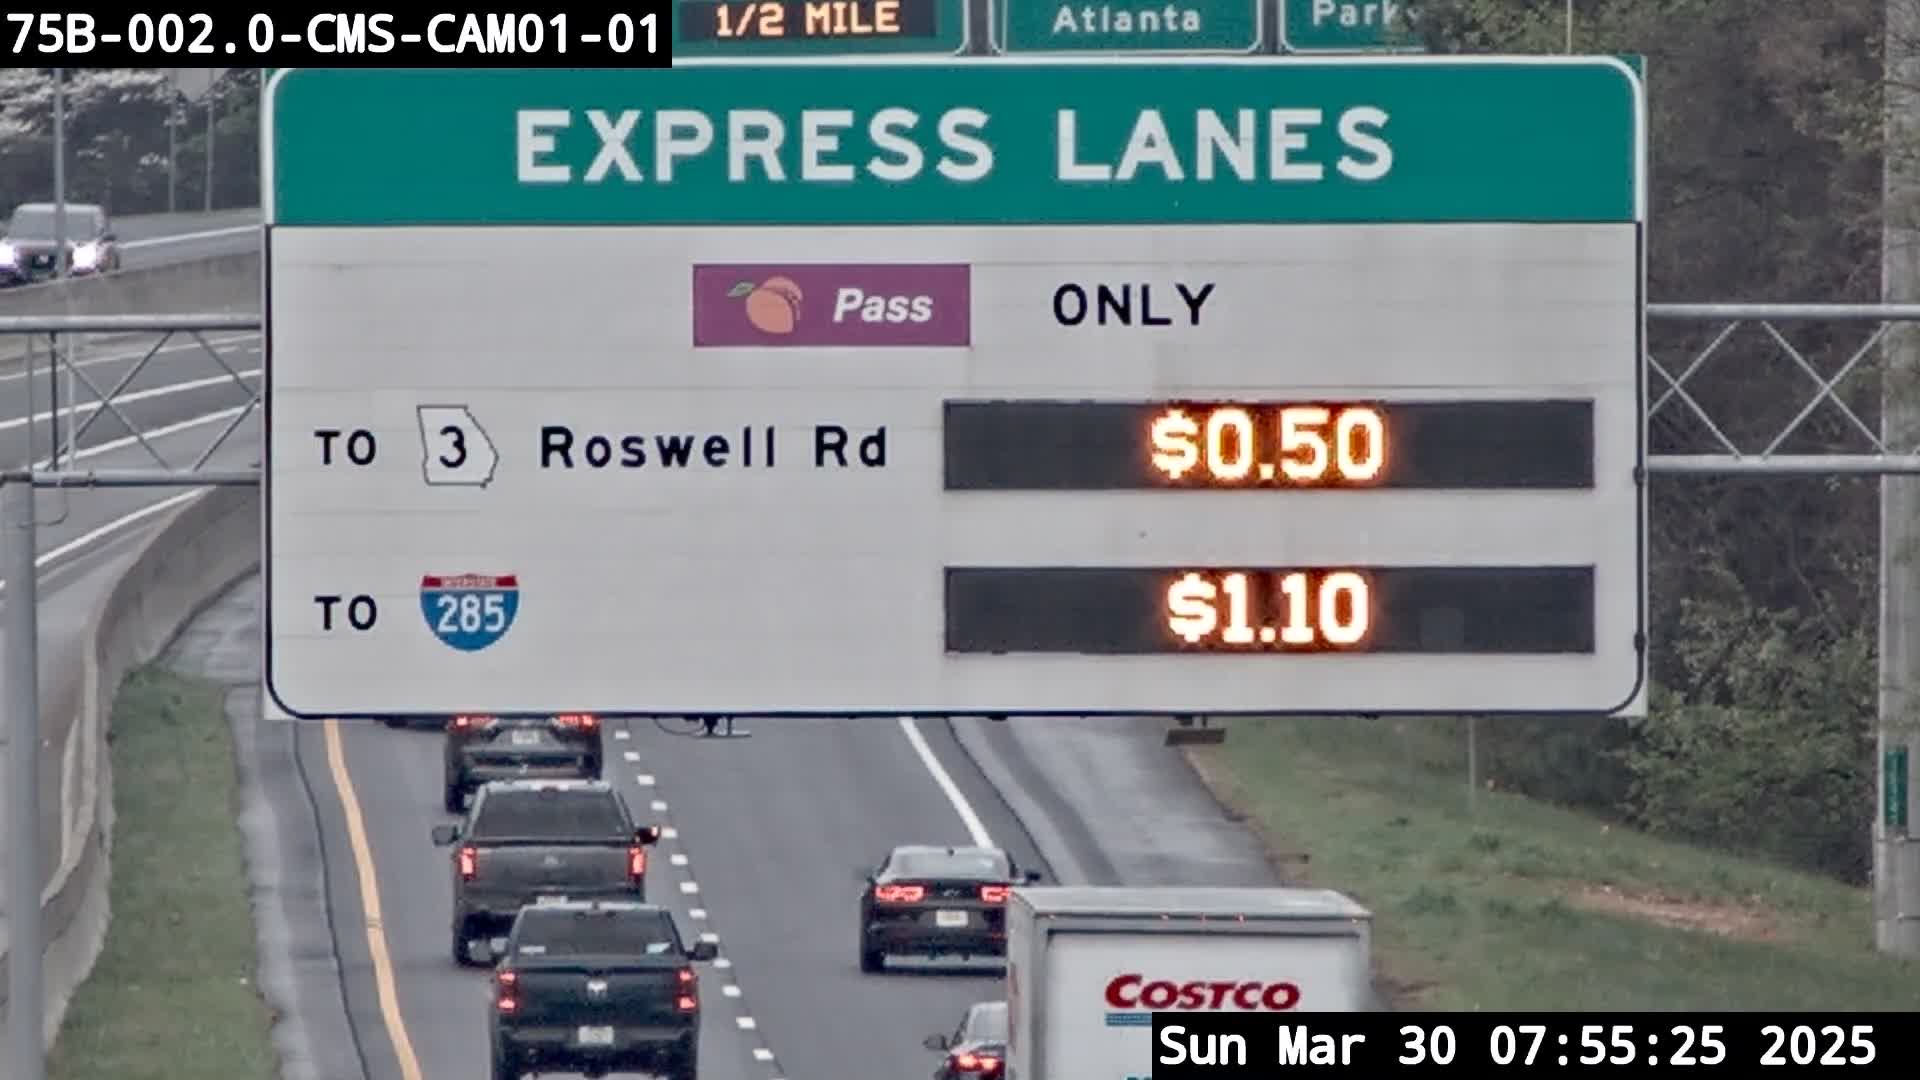 75B-002.0-CMS-CAM01-01
1/2 MILE
Atlanta
EXPRESS LANES
Pass ONLY
TO 3 Roswell Rd $0.50
INTERSTATE
TO 285 $1.10
COSTCO
Sun Mar 30 07:55:25 2025